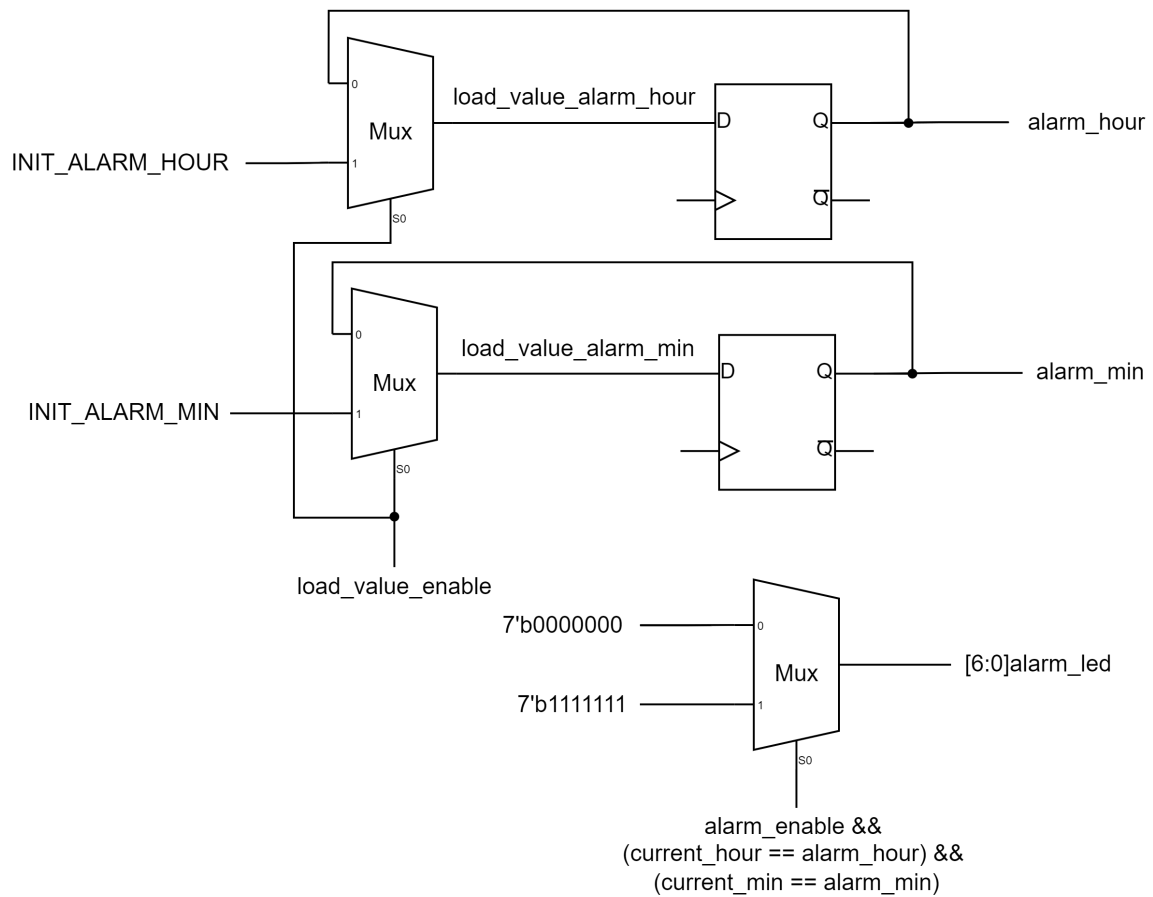 0
Mux
load_value_alarm_hour
D
Q
alarm_hour
INIT_ALARM_HOUR
1
Q
S0
0
Mux
load_value_alarm_min
D
Q
alarm_min
INIT_ALARM_MIN
1
Q
S0
load_value_enable
7'b0000000
0
Mux
[6:0]alarm_led
7'b1111111
1
S0
alarm_enable &&
(current_hour == alarm_hour) &&
(current_min == alarm_min)